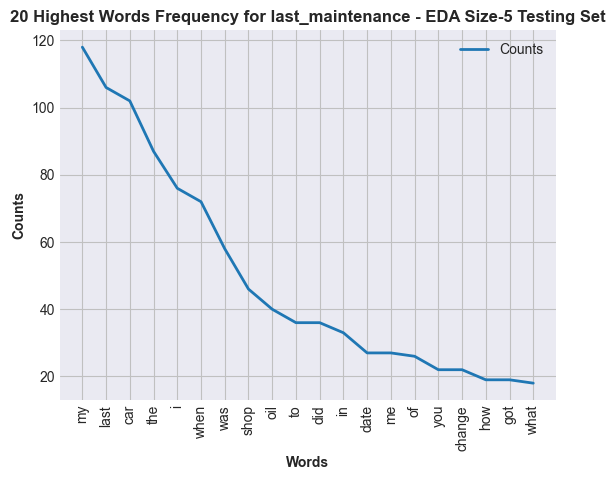 20 Highest Words Frequency for last_maintenance - EDA Size-5 Testing Set
Counts
120
100
80
60
40
20
Counts
my
last
car
the
i
when
was
shop
oil
to
did
in
date
me
of
you
change
how
got
what
Words